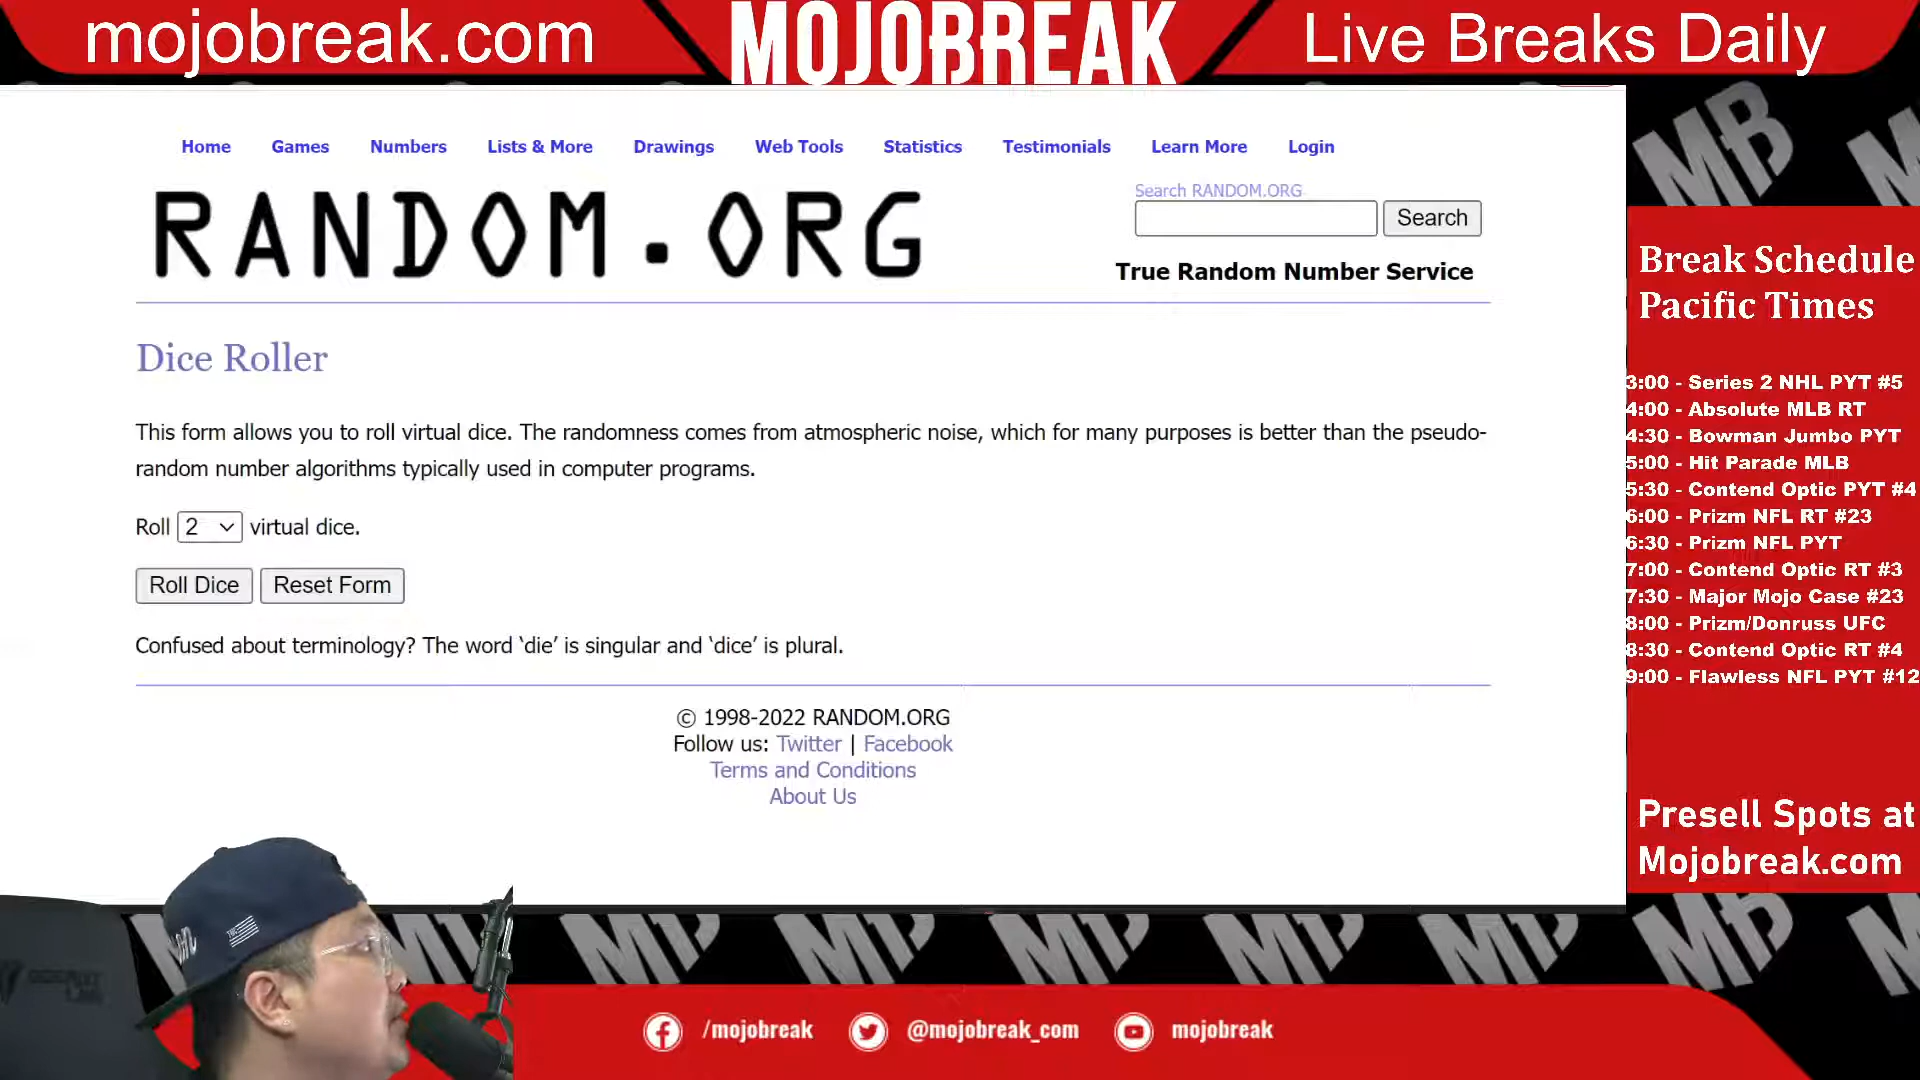 mojobreak.com
MOJOBREAK
Live Breaks Daily
Home Games Numbers Lists & More Drawings Web Tools Statistics Testimonials Learn More Login
RANDOM.ORG
Search RANDOM.ORG
Search
True Random Number Service
Dice Roller
This form allows you to roll virtual dice. The randomness comes from atmospheric noise, which for many purposes is better than the pseudo-
random number algorithms typically used in computer programs.
Roll 2 virtual dice.
Roll Dice Reset Form
Confused about terminology? The word ‘die’ is singular and ‘dice’ is plural.
© 1998-2022 RANDOM.ORG
Follow us: Twitter | Facebook
Terms and Conditions
About Us
Break Schedule
Pacific Times
3:00 - Series 2 NHL PYT #5
4:00 - Absolute MLB RT
4:30 - Bowman Jumbo PYT
5:00 - Hit Parade MLB
5:30 - Contend Optic PYT #4
6:00 - Prizm NFL RT #23
6:30 - Prizm NFL PYT
7:00 - Contend Optic RT #3
7:30 - Major Mojo Case #23
8:00 - Prizm/Donruss UFC
8:30 - Contend Optic RT #4
9:00 - Flawless NFL PYT #12
Presell Spots at
Mojobreak.com
/mojobreak
@mojobreak_com
mojobreak